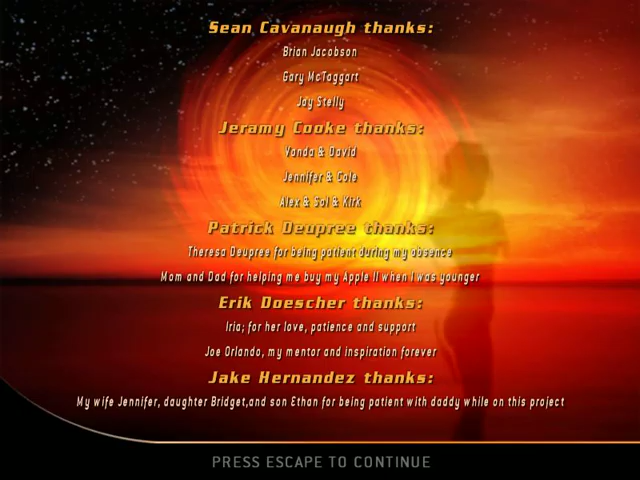 Sean Cavanaugh thanks:
Brian Jacobson
Gary McTaggart
Jay Stelly
Jeramy Cooke thanks:
Vanda & David
Jennifer & Cole
Alex & Sol & Kirk
Patrick Deupree thanks:
Theresa Deupree for being patient during my absence
Mom and Dad for helping me buy my Apple II when I was younger
Erik Doescher thanks:
Iria; for her love, patience and support
Joe Orlando, my mentor and inspiration forever
Jake Hernandez thanks:
My wife Jennifer, daughter Bridget,and son Ethan for being patient with daddy while on this project
PRESS ESCAPE TO CONTINUE